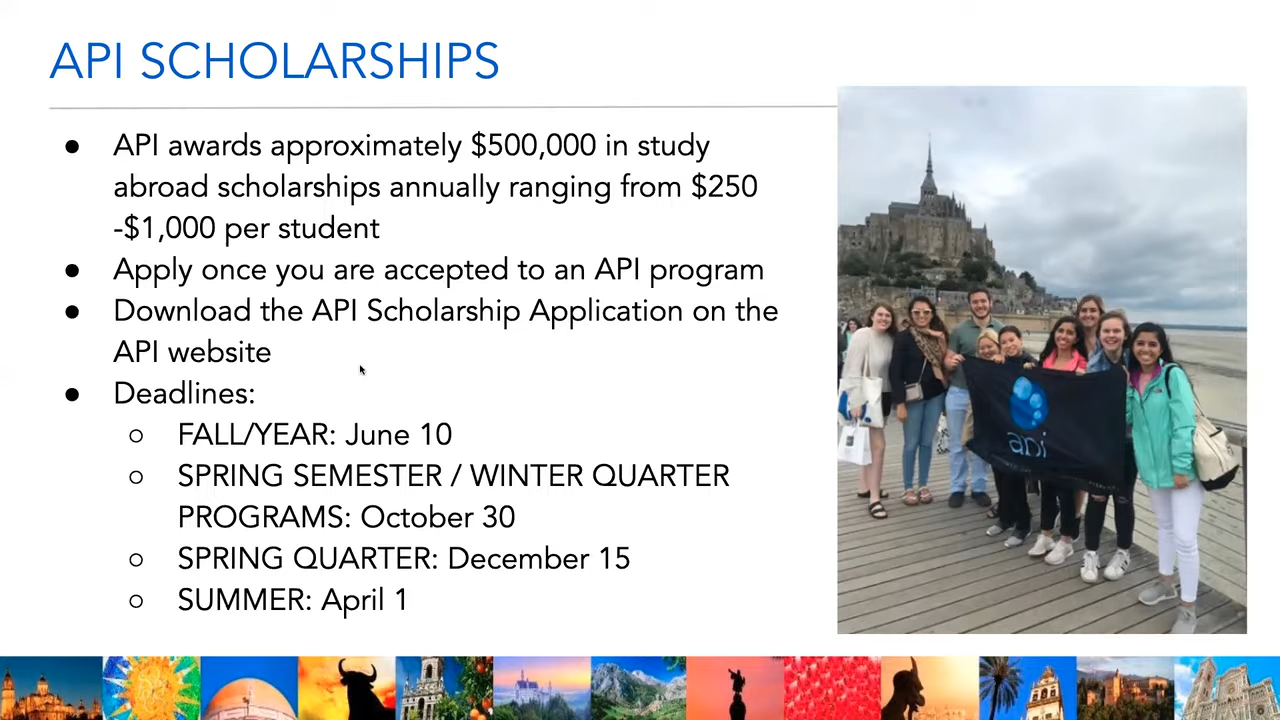 API SCHOLARSHIPS
● API awards approximately $500,000 in study
abroad scholarships annually ranging from $250
-$1,000 per student
● Apply once you are accepted to an API program
● Download the API Scholarship Application on the
API website
● Deadlines:
○ FALL/YEAR: June 10
○ SPRING SEMESTER / WINTER QUARTER
PROGRAMS: October 30
○ SPRING QUARTER: December 15
○ SUMMER: April 1
api